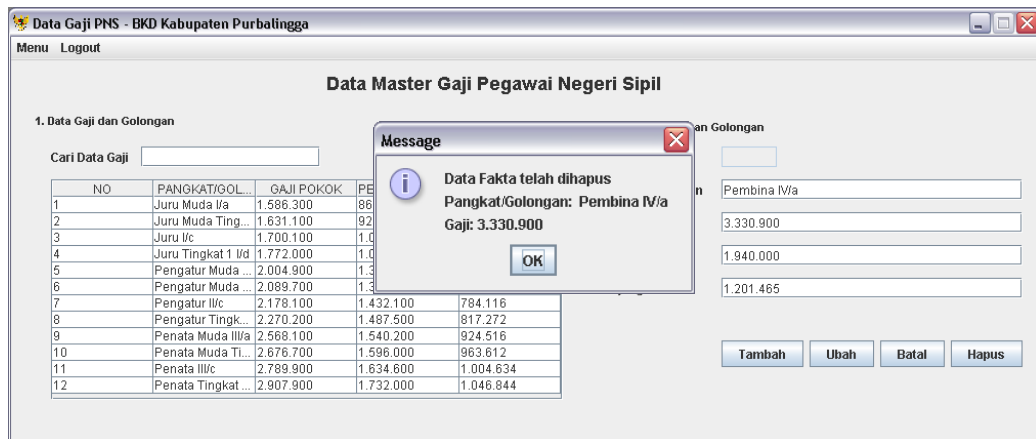 Data Gaji PNS - BKD Kabupaten Purbalingga
Menu Logout
Data Master Gaji Pegawai Negeri Sipil
1. Data Gaji dan Golongan
an Golongan
Cari Data Gaji
Message
Data Fakta telah dihapus
Pangkat/Golongan: Pembina IV/a
Gaji: 3.330.900
OK
NO PANGKAT/GOL... GAJI POKOK PE
1 Juru Muda I/a 1.586.300 86
2 Juru Muda Ting... 1.631.100 92
3 Juru I/c 1.700.100 1.0
4 Juru Tingkat 1 I/d 1.772.000 1.0
5 Pengatur Muda ... 2.004.900 1.3
6 Pengatur Muda ... 2.089.700 1.3
7 Pengatur II/c 2.178.100 1.432.100 784.116
8 Pengatur Tingk... 2.270.200 1.487.500 817.272
9 Penata Muda III/a 2.568.100 1.540.200 924.516
10 Penata Muda Ti... 2.676.700 1.596.000 963.612
11 Penata III/c 2.789.900 1.634.600 1.004.634
12 Penata Tingkat ... 2.907.900 1.732.000 1.046.844
n Pembina IV/a
3.330.900
1.940.000
1.201.465
Tambah Ubah Batal Hapus